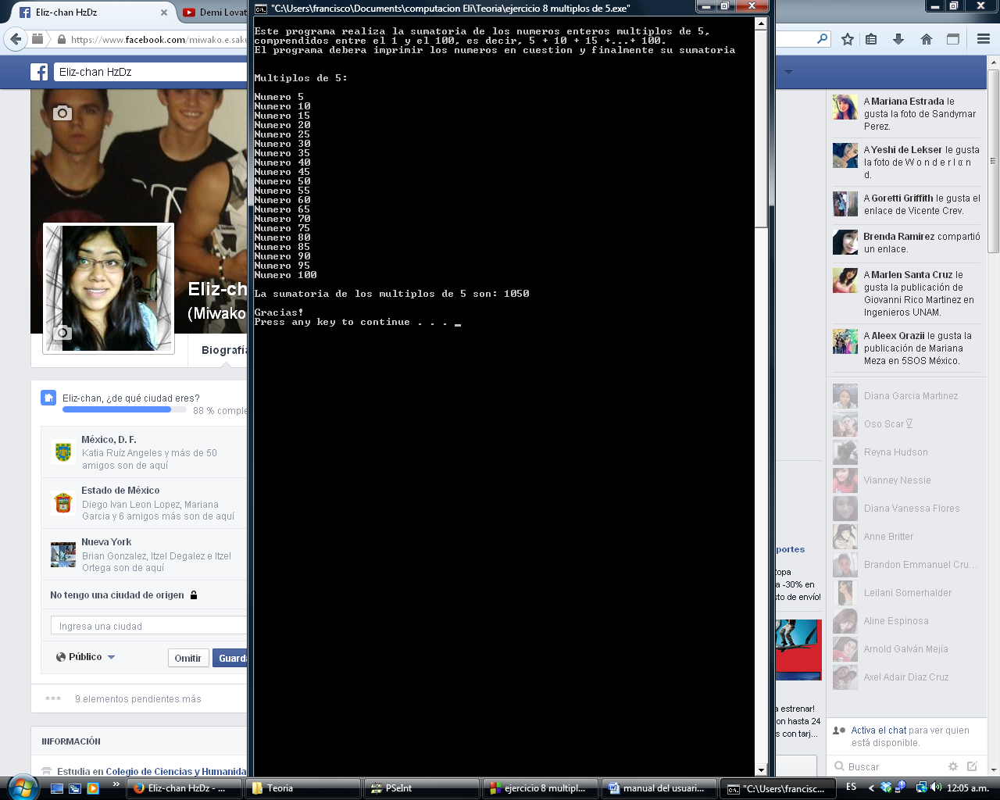 Eliz-chan HzDz
Demi Lovat
https://www.facebook.com/miwako.e.saku
Eliz-chan HzDz
Eliz-ch
(Miwako
Biografía
Eliz-chan, ¿de qué ciudad eres?
88 % comple
México, D. F.
Katia Ruíz Angeles y más de 50
amigos son de aquí
Estado de México
Diego Ivan Leon Lopez, Mariana
Garcia y 6 amigos más son de aquí
Nueva York
Brian Gonzalez, Itzel Degalez e Itzel
Ortega son de aquí
No tengo una ciudad de origen
Ingresa una ciudad
Público
Omitir
Guarda
9 elementos pendientes más
INFORMACIÓN
Estudia en Colegio de Ciencias y Humanida
"C:\Users\francisco\Documents\computacion Eli\Teoria\ejercicio 8 multiplos de 5.exe"
Este programa realiza la sumatoria de los numeros enteros multiplos de 5,
comprendidos entre el 1 y el 100, es decir, 5 + 10 + 15 +...+ 100.
El programa debera imprimir los numeros en cuestion y finalmente su sumatoria
Multiplos de 5:
Numero 5
Numero 10
Numero 15
Numero 20
Numero 25
Numero 30
Numero 35
Numero 40
Numero 45
Numero 50
Numero 55
Numero 60
Numero 65
Numero 70
Numero 75
Numero 80
Numero 85
Numero 90
Numero 95
Numero 100
La sumatoria de los multiplos de 5 son: 1050
Gracias!
Press any key to continue . . . _
A Mariana Estrada le
gusta la foto de Sandymar
Perez.
A Yeshi de Lekser le gusta
la foto de W o n d e r l α n
d.
A Goretti Griffith le gusta el
enlace de Vicente Crev.
Brenda Ramirez compartió
un enlace.
A Marlen Santa Cruz le
gusta la publicación de
Giovanni Rico Martinez en
Ingenieros UNAM.
A Aleex Qrazii le gusta la
publicación de Mariana
Meza en 5SOS México.
Diana Garcia Martinez
Oso Scar
Reyna Hudson
Vianney Nessie
Diana Vanessa Flores
Anne Britter
Brandon Emmanuel Cru...
Leilani Somerhalder
Aline Espinosa
Arnold Galván Mejía
Axel Adair Diaz Cruz
portes
Ropa
a -30% en
sto de envío!
a estrenar!
on hasta 24
s con tarj...
Activa el chat para ver quien
está disponible.
Buscar
Eliz-chan HzDz - ...
Teoria
PSeInt
ejercicio 8 multipl...
manual del usuari...
"C:\Users\francisc...
ES
12:05 a.m.